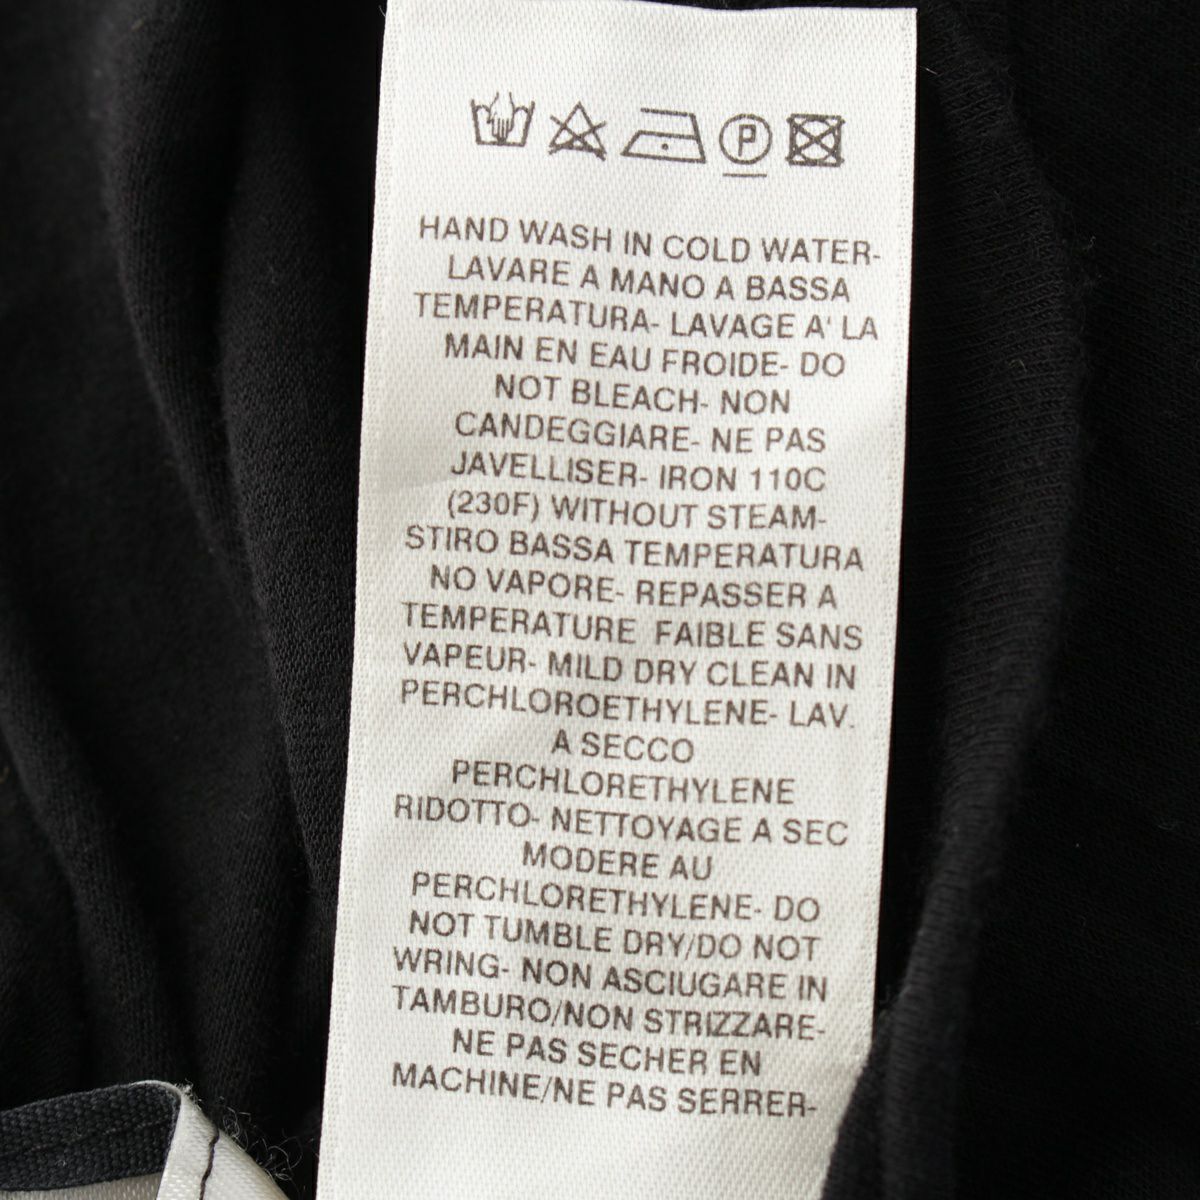 P
HAND WASH IN COLD WATER-
LAVARE A MANO A BASSA
TEMPERATURA- LAVAGE A' LA
MAIN EN EAU FROIDE- DO
NOT BLEACH- NON
CANDEGGIARE- NE PAS
JAVELLISER- IRON 110C
(230F) WITHOUT STEAM-
STIRO BASSA TEMPERATURA
NO VAPORE- REPASSER A
TEMPERATURE FAIBLE SANS
VAPEUR- MILD DRY CLEAN IN
PERCHLOROETHYLENE- LAV.
A SECCO
PERCHLORETHYLENE
RIDOTTO- NETTOYAGE A SEC
MODERE AU
PERCHLORETHYLENE- DO
NOT TUMBLE DRY/DO NOT
WRING- NON ASCIUGARE IN
TAMBURO/NON STRIZZARE-
NE PAS SECHER EN
MACHINE/NE PAS SERRER-